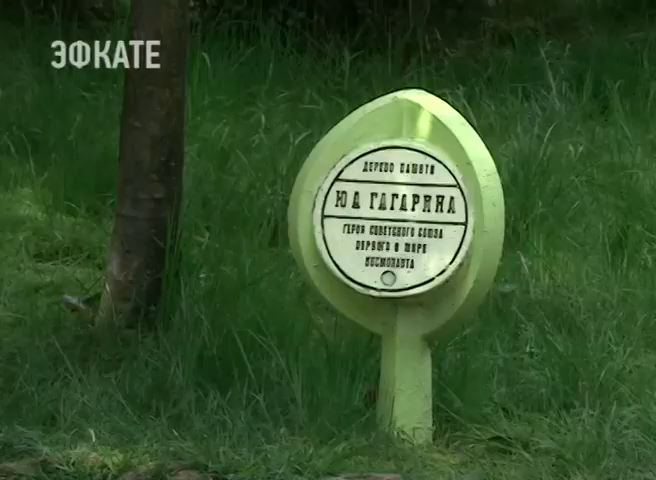 ЭФКАТЕ
ДЕРЕВО ПАМЯТИ
Ю.А. ГАГАРИНА
ГЕРОЯ СОВЕТСКОГО СОЮЗА
ПЕРВОГО В МИРЕ
КОСМОНАВТА